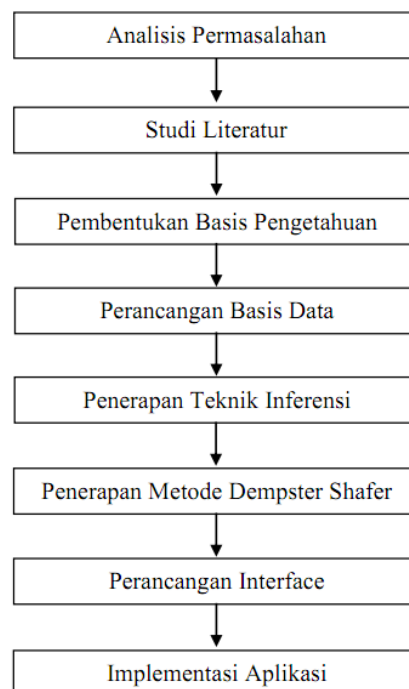 Analisis Permasalahan
Studi Literatur
Pembentukan Basis Pengetahuan
Perancangan Basis Data
Penerapan Teknik Inferensi
Penerapan Metode Dempster Shafer
Perancangan Interface
Implementasi Aplikasi